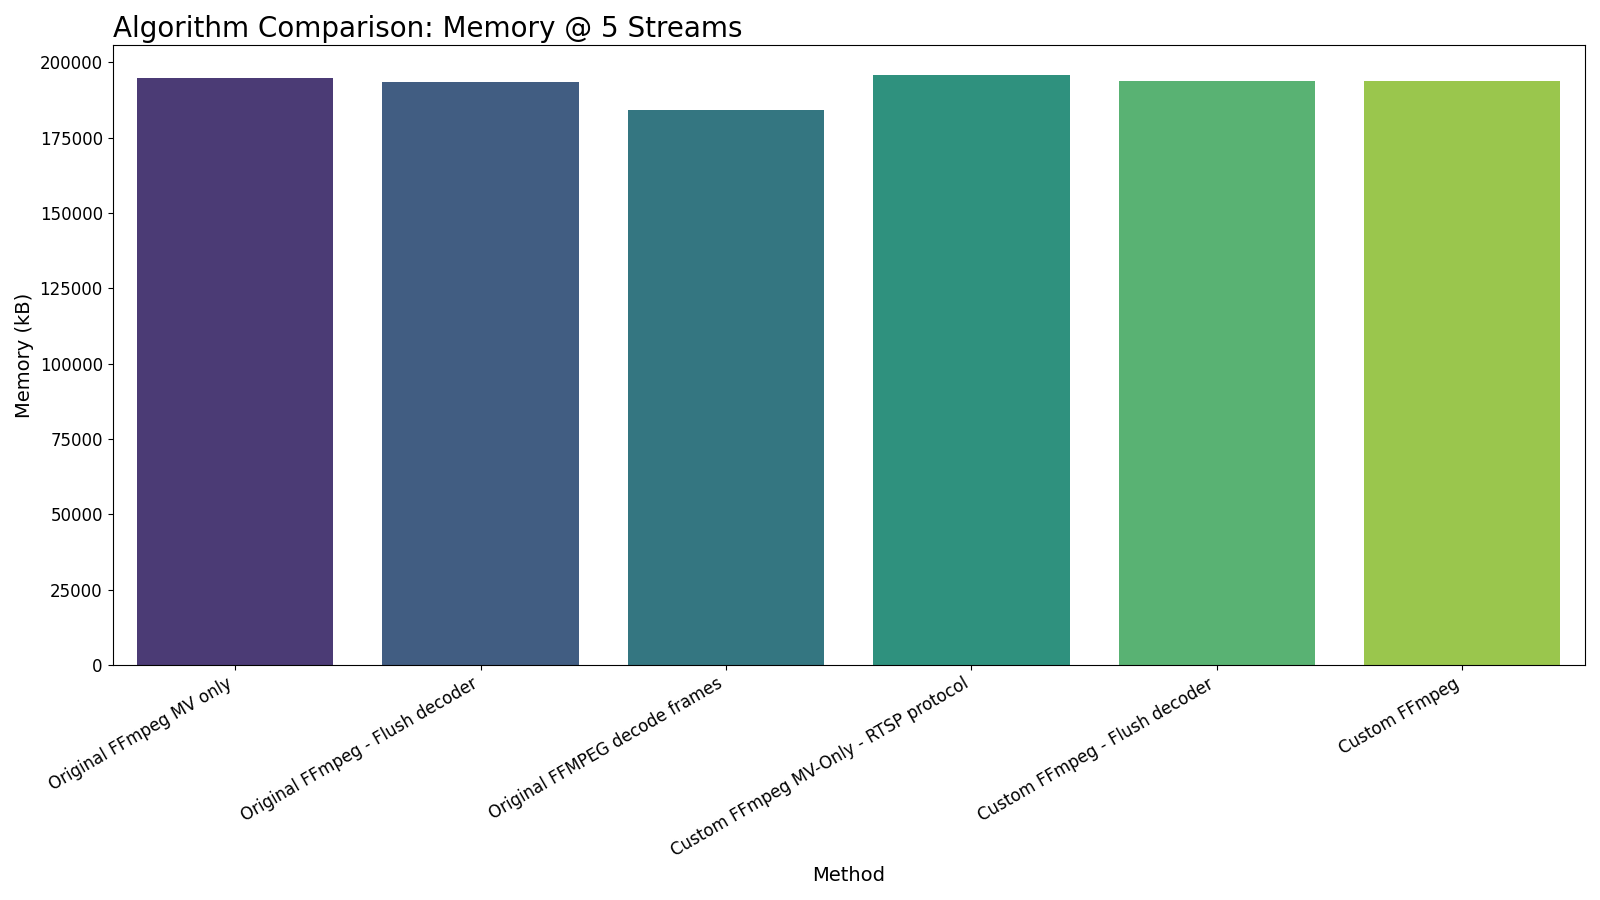 Algorithm Comparison: Memory @ 5 Streams
200000
175000
150000
125000
100000
75000
50000
25000
0
Memory (kB)
Original FFmpeg MV only
Original FFmpeg - Flush decoder
Original FFMPEG decode frames
Custom FFmpeg MV-Only - RTSP protocol
Custom FFmpeg - Flush decoder
Custom FFmpeg
Method